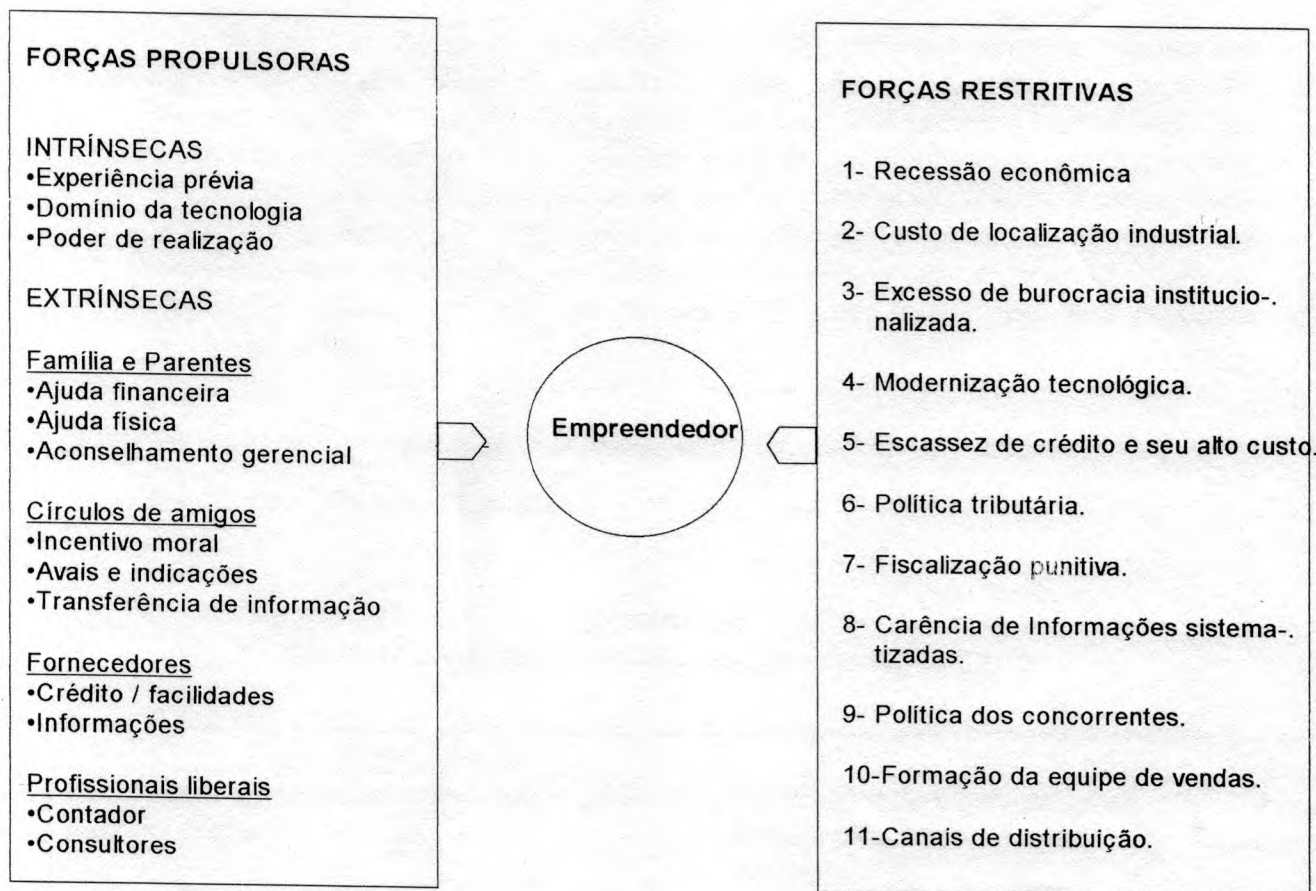 FORÇAS PROPULSORAS
INTRÍNSECAS
•Experiência prévia
•Domínio da tecnologia
•Poder de realização
EXTRÍNSECAS
Família e Parentes
•Ajuda financeira
•Ajuda física
•Aconselhamento gerencial
Círculos de amigos
•Incentivo moral
•Avais e indicações
•Transferência de informação
Fornecedores
•Crédito / facilidades
•Informações
Profissionais liberais
•Contador
•Consultores
Empreendedor
FORÇAS RESTRITIVAS
1- Recessão econômica
2- Custo de localização industrial.
3- Excesso de burocracia institucio-.
nalizada.
4- Modernização tecnológica.
5- Escassez de crédito e seu alto custo.
6- Política tributária.
7- Fiscalização punitiva.
8- Carência de Informações sistema-.
tizadas.
9- Política dos concorrentes.
10-Formação da equipe de vendas.
11-Canais de distribuição.